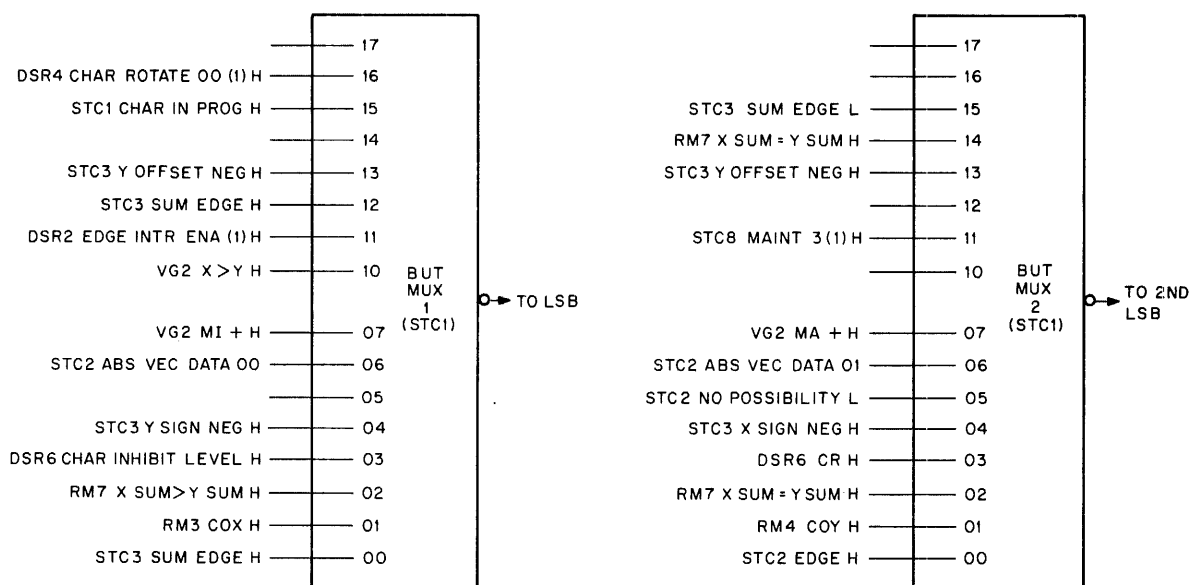 17
DSR4 CHAR ROTATE 00 (1) H 16
STC1 CHAR IN PROG H 15
14
STC3 Y OFFSET NEG H 13
STC3 SUM EDGE H 12
DSR2 EDGE INTR ENA (1) H 11
VG2 X>Y H 10
VG2 MI + H 07
STC2 ABS VEC DATA 00 06
05
STC3 Y SIGN NEG H 04
DSR6 CHAR INHIBIT LEVEL H 03
RM7 X SUM>Y SUM H 02
RM3 COX H 01
STC3 SUM EDGE H 00
BUT
MUX
1
(STC1)
TO LSB
17
16
STC3 SUM EDGE L 15
RM7 X SUM = Y SUM H 14
STC3 Y OFFSET NEG H 13
12
STC8 MAINT 3 (1) H 11
10
VG2 MA + H 07
STC2 ABS VEC DATA 01 06
STC2 NO POSSIBILITY L 05
STC3 X SIGN NEG H 04
DSR6 CR H 03
RM7 X SUM = Y SUM H 02
RM4 COY H 01
STC2 EDGE H 00
BUT
MUX
2
(STC1)
TO 2ND
LSB